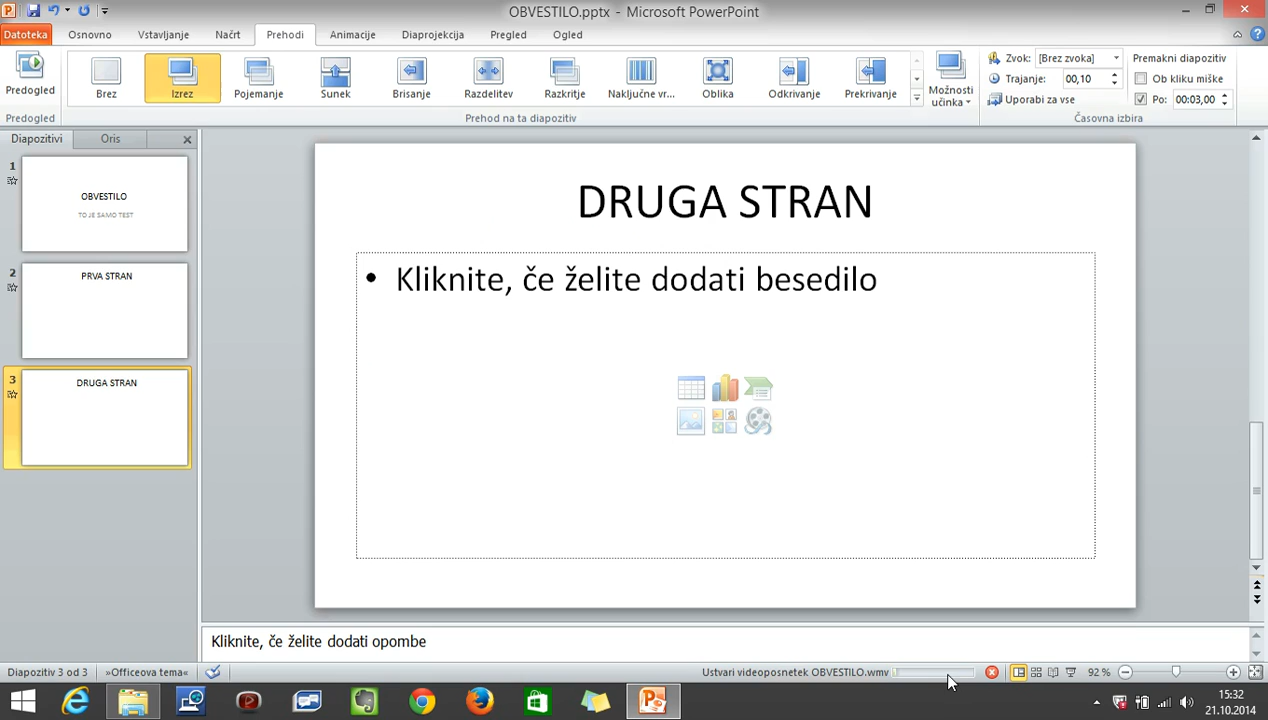 OBVESTILO.pptx - Microsoft PowerPoint
Datoteka Osnovno Vstavljanje Načrt Prehodi Animacije Diaprojekcija Pregled Ogled
Predogled
Brez Izrez Pojemanje Sunek Brisanje Razdelitev Razkritje Naključne vr... Oblika Odkrivanje Prekrivanje
Možnosti učinka
Zvok: [Brez zvoka]
Trajanje: 00,10
Uporabi za vse
Premakni diapozitiv
Ob kliku miške
Po: 00:03,00
Predogled Prehod na ta diapozitiv Časovna izbira
Diapozitivi Oris
1
OBVESTILO
TO JE SAMO TEST
2
PRVA STRAN
3
DRUGA STRAN
DRUGA STRAN
• Kliknite, če želite dodati besedilo
Kliknite, če želite dodati opombe
Diapozitiv 3 od 3 »Officeova tema« Ustvari videoposnetek OBVESTILO.wmv 92 %
15:32
21.10.2014